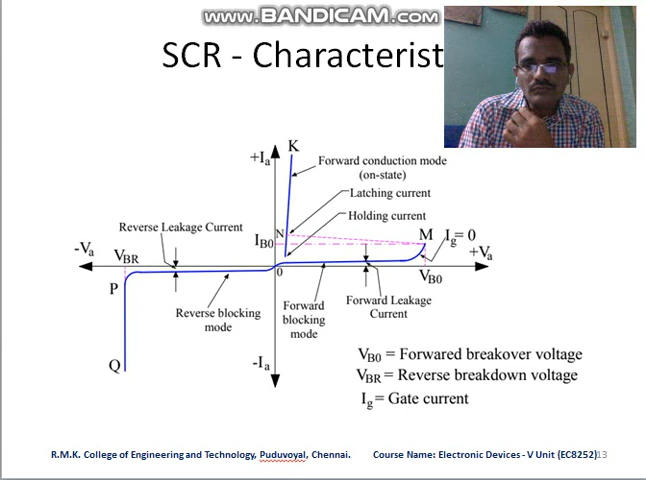 WWW.BANDICAM.COM
SCR - Characterist
+Ia
K
Forward conduction mode
(on-state)
Latching current
Holding current
Reverse Leakage Current
IB0
N
M
Ig= 0
-Va
VBR
+Va
0
VB0
P
Reverse blocking
mode
Forward
blocking
mode
Forward Leakage
Current
Q
-Ia
VB0 = Forwared breakover voltage
VBR = Reverse breakdown voltage
Ig = Gate current
R.M.K. College of Engineering and Technology, Puduvoyal, Chennai. Course Name: Electronic Devices - V Unit (EC8252) 13